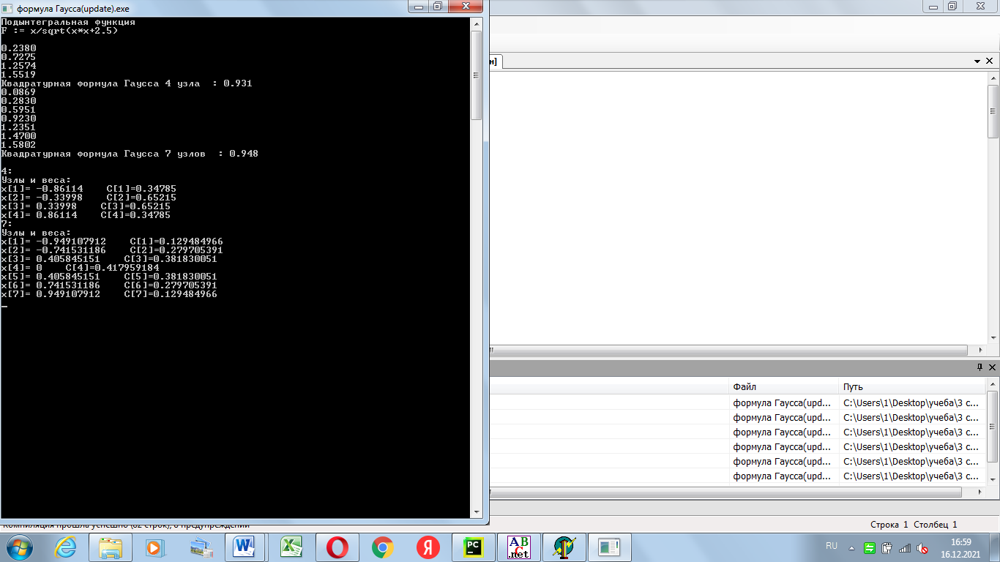 формула Гаусса(update).exe
Подынтегральная функция
F := x/sqrt(x*x+2.5)
0.2380
0.7275
1.2574
1.5519
Квадратурная формула Гаусса 4 узла : 0.931
0.0869
0.2830
0.5951
0.9230
1.2351
1.4700
1.5802
Квадратурная формула Гаусса 7 узлов : 0.948
4:
Узлы и веса:
x[1]= -0.86114 C[1]=0.34785
x[2]= -0.33998 C[2]=0.65215
x[3]= 0.33998 C[3]=0.65215
x[4]= 0.86114 C[4]=0.34785
7:
Узлы и веса:
x[1]= -0.949107912 C[1]=0.129484966
x[2]= -0.741531186 C[2]=0.279705391
x[3]= 0.405845151 C[3]=0.381830051
x[4]= 0 C[4]=0.417959184
x[5]= 0.405845151 C[5]=0.381830051
x[6]= 0.741531186 C[6]=0.279705391
x[7]= 0.949107912 C[7]=0.129484966
н]
Файл Путь
формула Гаусса(upd... C:\Users\1\Desktop\учеба\3 с...
формула Гаусса(upd... C:\Users\1\Desktop\учеба\3 с...
формула Гаусса(upd... C:\Users\1\Desktop\учеба\3 с...
формула Гаусса(upd... C:\Users\1\Desktop\учеба\3 с...
формула Гаусса(upd... C:\Users\1\Desktop\учеба\3 с...
формула Гаусса(upd... C:\Users\1\Desktop\учеба\3 с...
Компиляция прошла успешно строк), предупреждений
Строка 1 Столбец 1
PC
ABC
.net
RU
16:59
16.12.2021